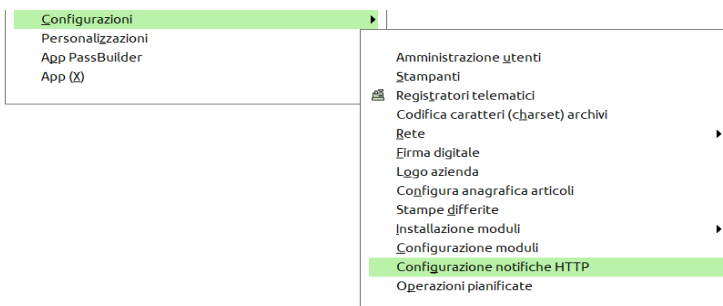 Configurazioni
Personalizzazioni
App PassBuilder
App (X)
Amministrazione utenti
Stampanti
Registratori telematici
Codifica caratteri (charset) archivi
Rete
Firma digitale
Logo azienda
Configura anagrafica articoli
Stampe differite
Installazione moduli
Configurazione moduli
Configurazione notifiche HTTP
Operazioni pianificate